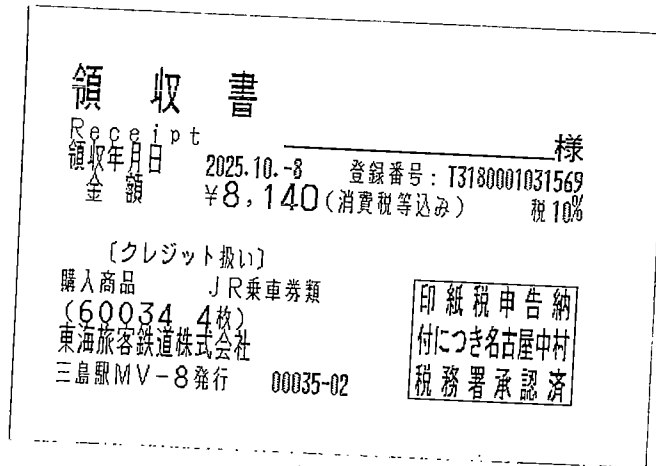 領収書
Receipt
様
領収年月日 2025.10.-8 登録番号：T3180001031569
金額 ¥8,140(消費税等込み) 税10%
〔クレジット扱い〕
購入商品 JR乗車券類
(60034 4枚)
東海旅客鉄道株式会社
三島駅MV-8発行 00035-02
印紙税申告納
付につき名古屋中村
税務署承認済